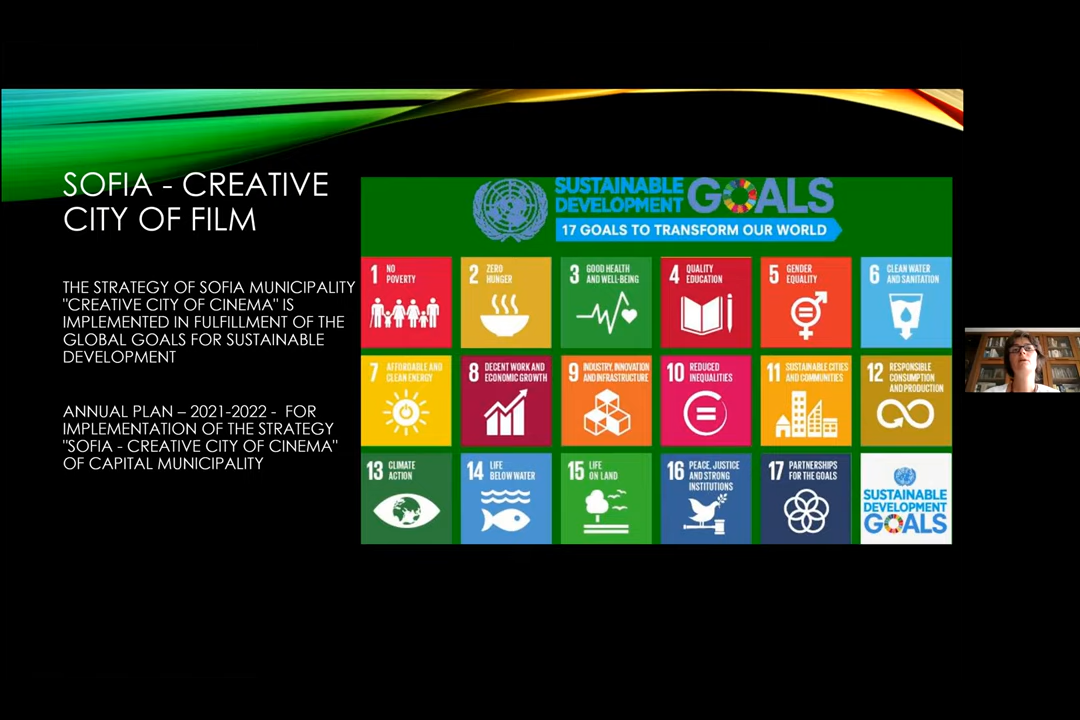 SOFIA - CREATIVE
CITY OF FILM
THE STRATEGY OF SOFIA MUNICIPALITY
"CREATIVE CITY OF CINEMA" IS
IMPLEMENTED IN FULFILLMENT OF THE
GLOBAL GOALS FOR SUSTAINABLE
DEVELOPMENT
ANNUAL PLAN – 2021-2022 - FOR
IMPLEMENTATION OF THE STRATEGY
"SOFIA - CREATIVE CITY OF CINEMA"
OF CAPITAL MUNICIPALITY
SUSTAINABLE
DEVELOPMENT
GOALS
17 GOALS TO TRANSFORM OUR WORLD
1 NO
POVERTY
2 ZERO
HUNGER
3 GOOD HEALTH
AND WELL-BEING
4 QUALITY
EDUCATION
5 GENDER
EQUALITY
6 CLEAN WATER
AND SANITATION
7 AFFORDABLE AND
CLEAN ENERGY
8 DECENT WORK AND
ECONOMIC GROWTH
9 INDUSTRY, INNOVATION
AND INFRASTRUCTURE
10 REDUCED
INEQUALITIES
11 SUSTAINABLE CITIES
AND COMMUNITIES
12 RESPONSIBLE
CONSUMPTION
AND PRODUCTION
13 CLIMATE
ACTION
14 LIFE
BELOW WATER
15 LIFE
ON LAND
16 PEACE, JUSTICE
AND STRONG
INSTITUTIONS
17 PARTNERSHIPS
FOR THE GOALS
SUSTAINABLE
DEVELOPMENT
GOALS